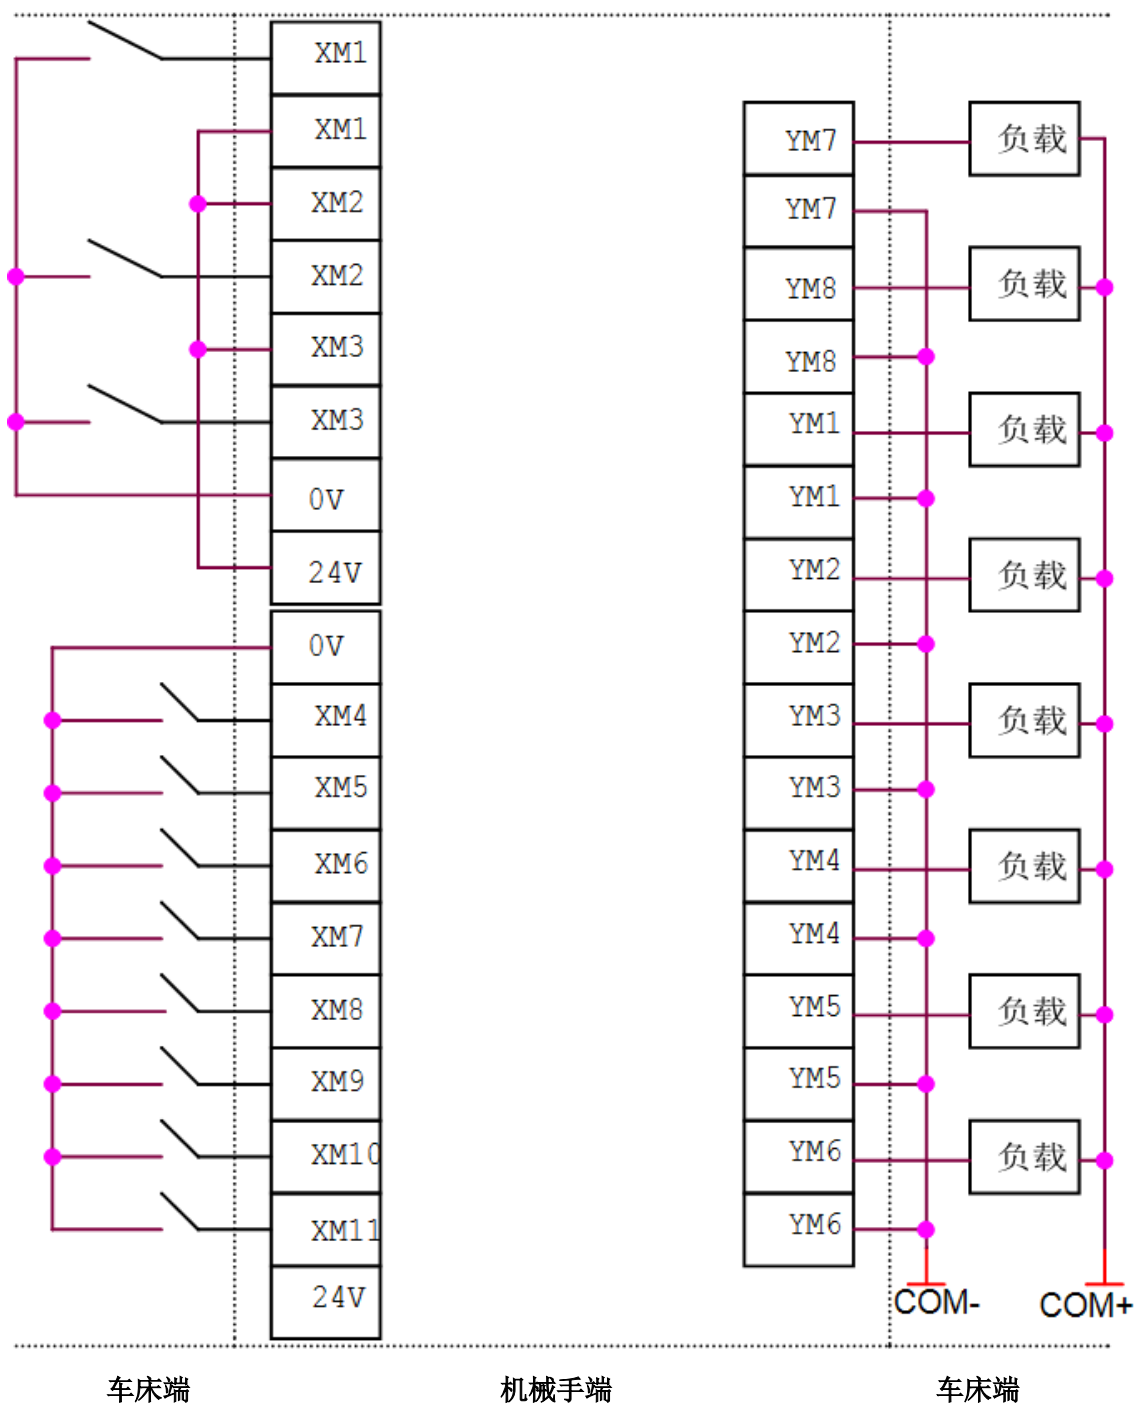 XM1
XM1
XM2
XM2
XM3
XM3
0V
24V
0V
XM4
XM5
XM6
XM7
XM8
XM9
XM10
XM11
24V
YM7
YM7
YM8
YM8
YM1
YM1
YM2
YM2
YM3
YM3
YM4
YM4
YM5
YM5
YM6
YM6
负载
负载
负载
负载
负载
负载
负载
负载
COM-
COM+
车床端
机械手端
车床端